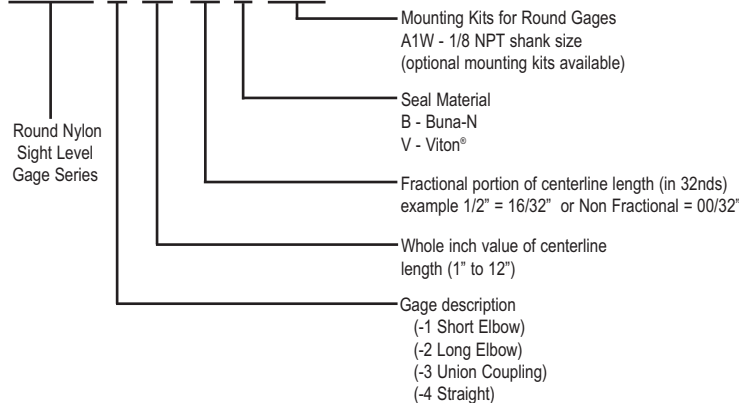 Mounting Kits for Round Gages
A1W - 1/8 NPT shank size
(optional mounting kits available)
Seal Material
B - Buna-N
V - Viton®
Round Nylon
Sight Level
Gage Series
Fractional portion of centerline length (in 32nds)
example 1/2” = 16/32” or Non Fractional = 00/32”
Whole inch value of centerline
length (1” to 12”)
Gage description
(-1 Short Elbow)
(-2 Long Elbow)
(-3 Union Coupling)
(-4 Straight)